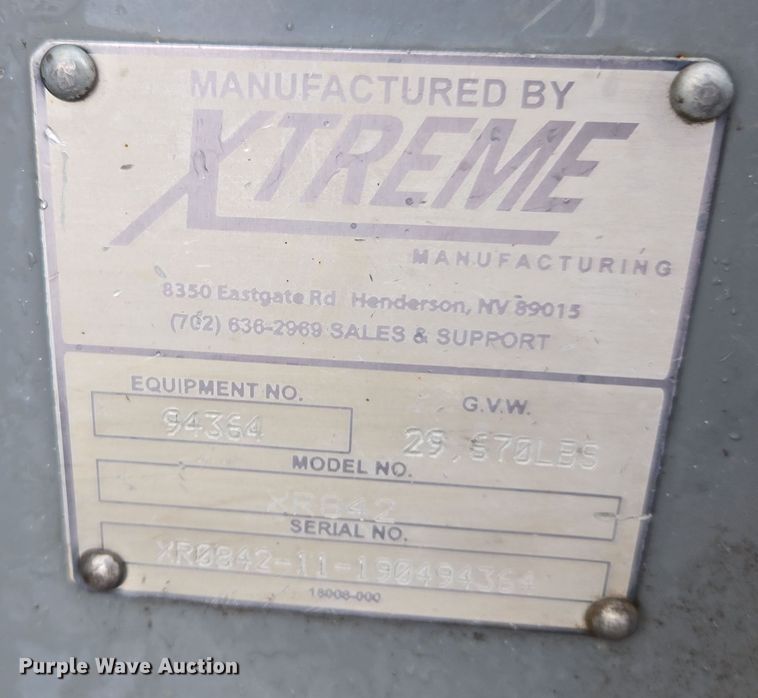 MANUFACTURED BY
XTREME
MANUFACTURING
8350 Eastgate Rd Henderson, NV 89015
(702) 636-2969 SALES & SUPPORT
EQUIPMENT NO.
94364
G.V.W.
29,670LBS
MODEL NO.
XR842
SERIAL NO.
XR0842-11-190494364
18008-000
Purple Wave Auction